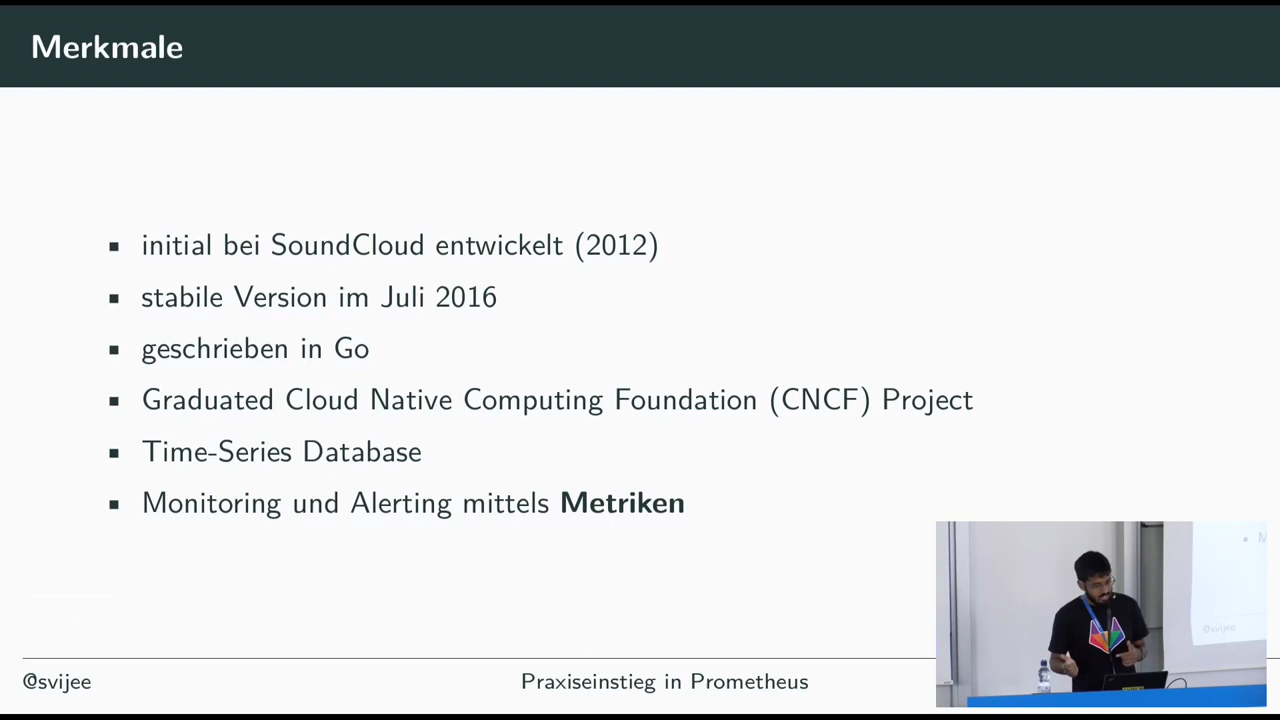 Merkmale
initial bei SoundCloud entwickelt (2012)
stabile Version im Juli 2016
geschrieben in Go
Graduated Cloud Native Computing Foundation (CNCF) Project
Time-Series Database
Monitoring und Alerting mittels Metriken
M
@svijee
@svijee
Praxiseinstieg in Prometheus